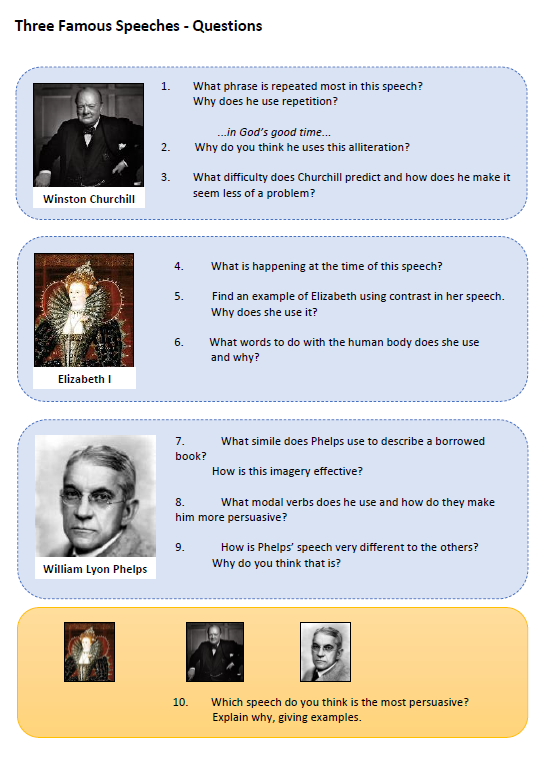 Three Famous Speeches - Questions
1. What phrase is repeated most in this speech?
Why does he use repetition?
...in God's good time...
2. Why do you think he uses this alliteration?
3. What difficulty does Churchill predict and how does he make it
seem less of a problem?
Winston Churchill
4. What is happening at the time of this speech?
5. Find an example of Elizabeth using contrast in her speech.
Why does she use it?
6. What words to do with the human body does she use
and why?
Elizabeth I
7. What simile does Phelps use to describe a borrowed
book?
How is this imagery effective?
8. What modal verbs does he use and how do they make
him more persuasive?
9. How is Phelps’ speech very different to the others?
Why do you think that is?
William Lyon Phelps
10. Which speech do you think is the most persuasive?
Explain why, giving examples.